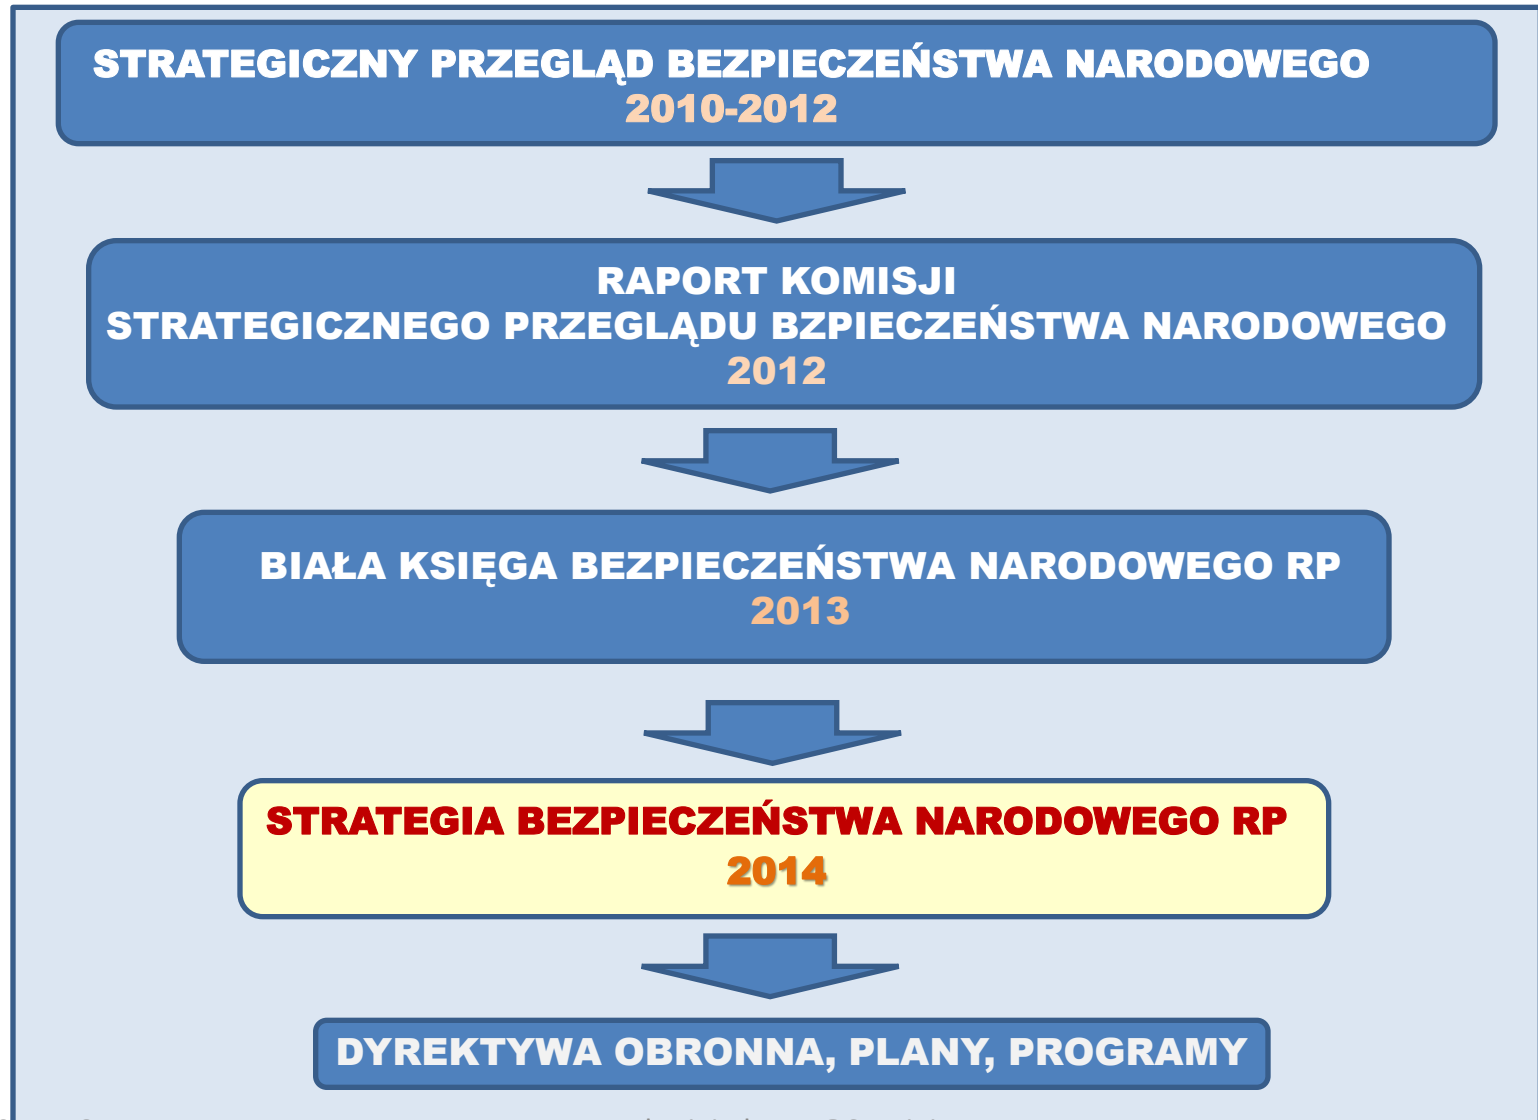 STRATEGICZNY PRZEGLĄD BEZPIECZEŃSTWA NARODOWEGO
2010-2012
RAPORT KOMISJI
STRATEGICZNEGO PRZEGLĄDU BZPIECZEŃSTWA NARODOWEGO
2012
BIAŁA KSIĘGA BEZPIECZEŃSTWA NARODOWEGO RP
2013
STRATEGIA BEZPIECZEŃSTWA NARODOWEGO RP
2014
DYREKTYWA OBRONNA, PLANY, PROGRAMY